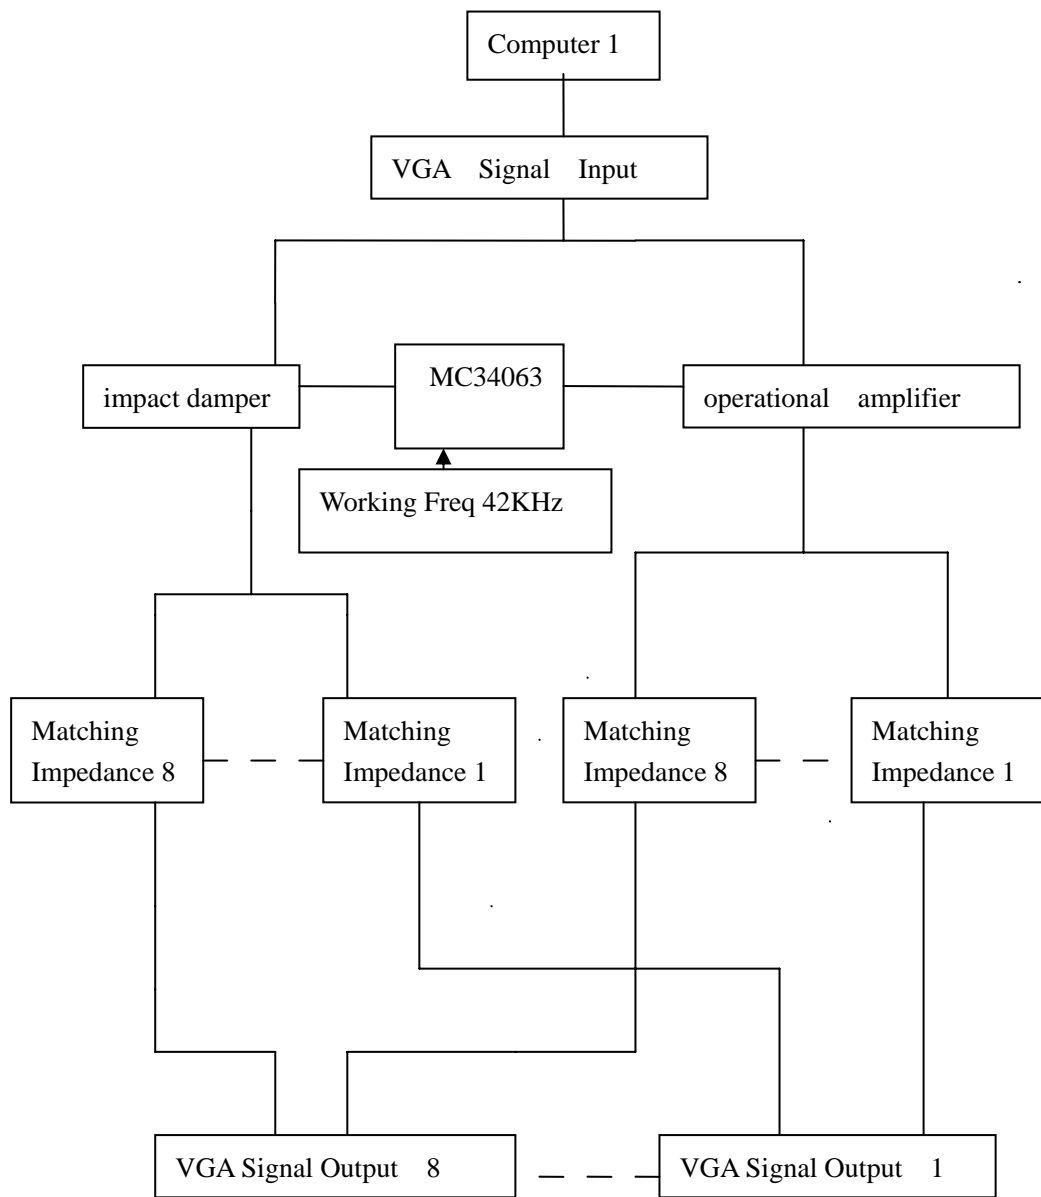 Computer 1
VGA Signal Input
impact damper
MC34063
operational amplifier
Working Freq 42KHz
Matching
Impedance 8
Matching
Impedance 1
Matching
Impedance 8
Matching
Impedance 1
VGA Signal Output 8
VGA Signal Output 1